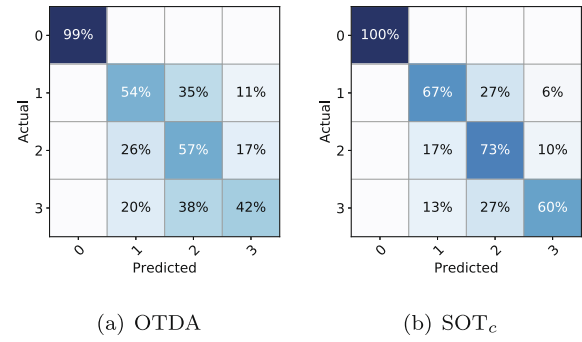 0 99%
1 54% 35% 11%
2 26% 57% 17%
3 20% 38% 42%
0 1 2 3
Actual
Predicted
(a) OTDA
0 100%
1 67% 27% 6%
2 17% 73% 10%
3 13% 27% 60%
0 1 2 3
Actual
Predicted
(b) SOTc